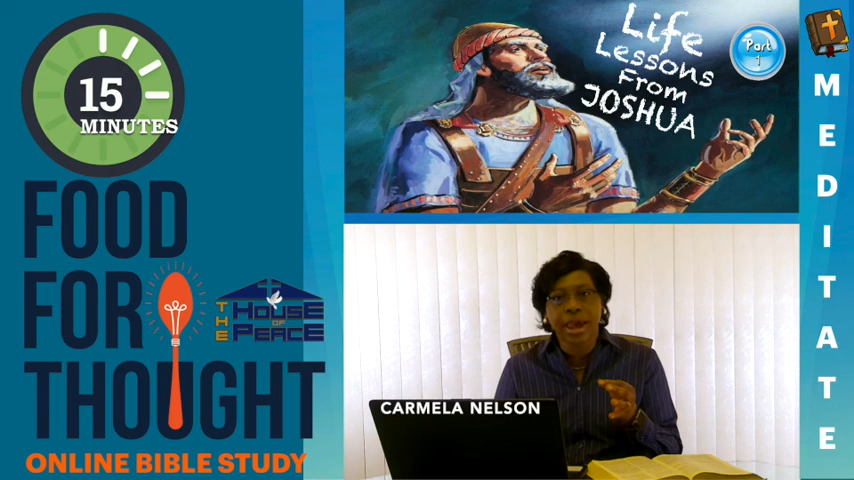 15
MINUTES
FOOD
FOR
THE
HOUSE
OF
PEACE
THOUGHT
ONLINE BIBLE STUDY
Life
Lessons
From
JOSHUA
Part
1
CARMELA NELSON
MEDITATE